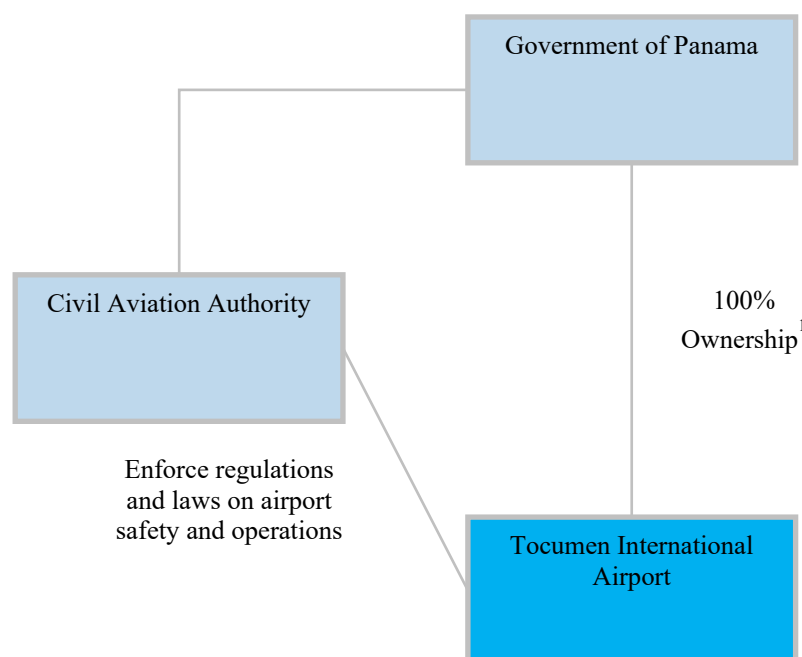 Government of Panama
Civil Aviation Authority
100%
Ownership¹
Enforce regulations
and laws on airport
safety and operations
Tocumen International
Airport